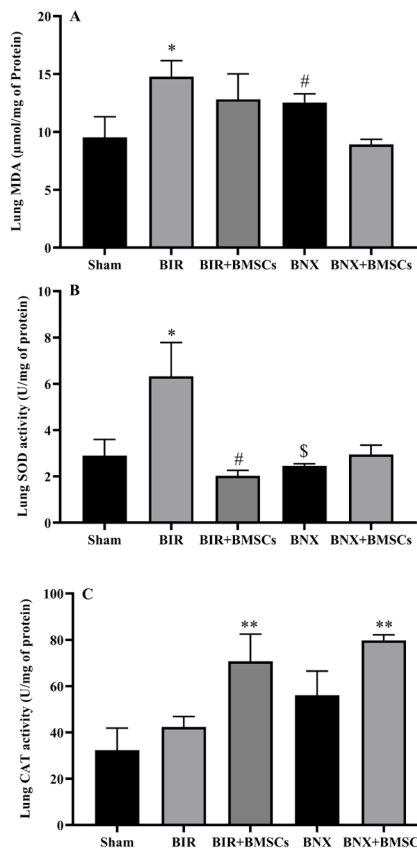 A
Lung MDA (µmol/mg of Protein)
20
15
10
5
0
*
#
Sham BIR BIR+BMSCs BNX BNX+BMSCs
B
Lung SOD activity (U/mg of protein)
10
8
6
4
2
0
*
#
$
Sham BIR BIR+BMSCs BNX BNX+BMSCs
C
Lung CAT activity (U/mg of protein)
100
80
60
40
20
0
**
**
Sham BIR BIR+BMSCs BNX BNX+BMSC